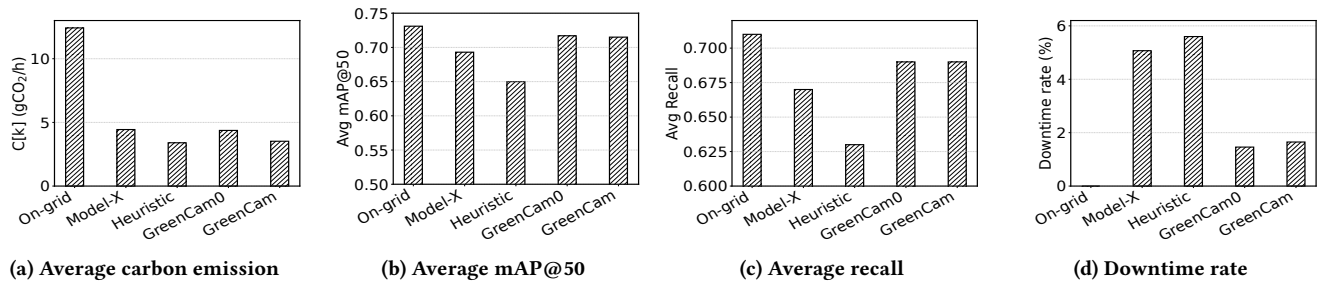 C[k] (gCO₂/h)
10
5
0
On-grid
Model-X
Heuristic
GreenCam0
GreenCam
(a) Average carbon emission
Avg mAP@50
0.75
0.70
0.65
0.60
0.55
0.50
On-grid
Model-X
Heuristic
GreenCam0
GreenCam
(b) Average mAP@50
Avg Recall
0.700
0.675
0.650
0.625
0.600
On-grid
Model-X
Heuristic
GreenCam0
GreenCam
(c) Average recall
Downtime rate (%)
6
4
2
0
On-grid
Model-X
Heuristic
GreenCam0
GreenCam
(d) Downtime rate